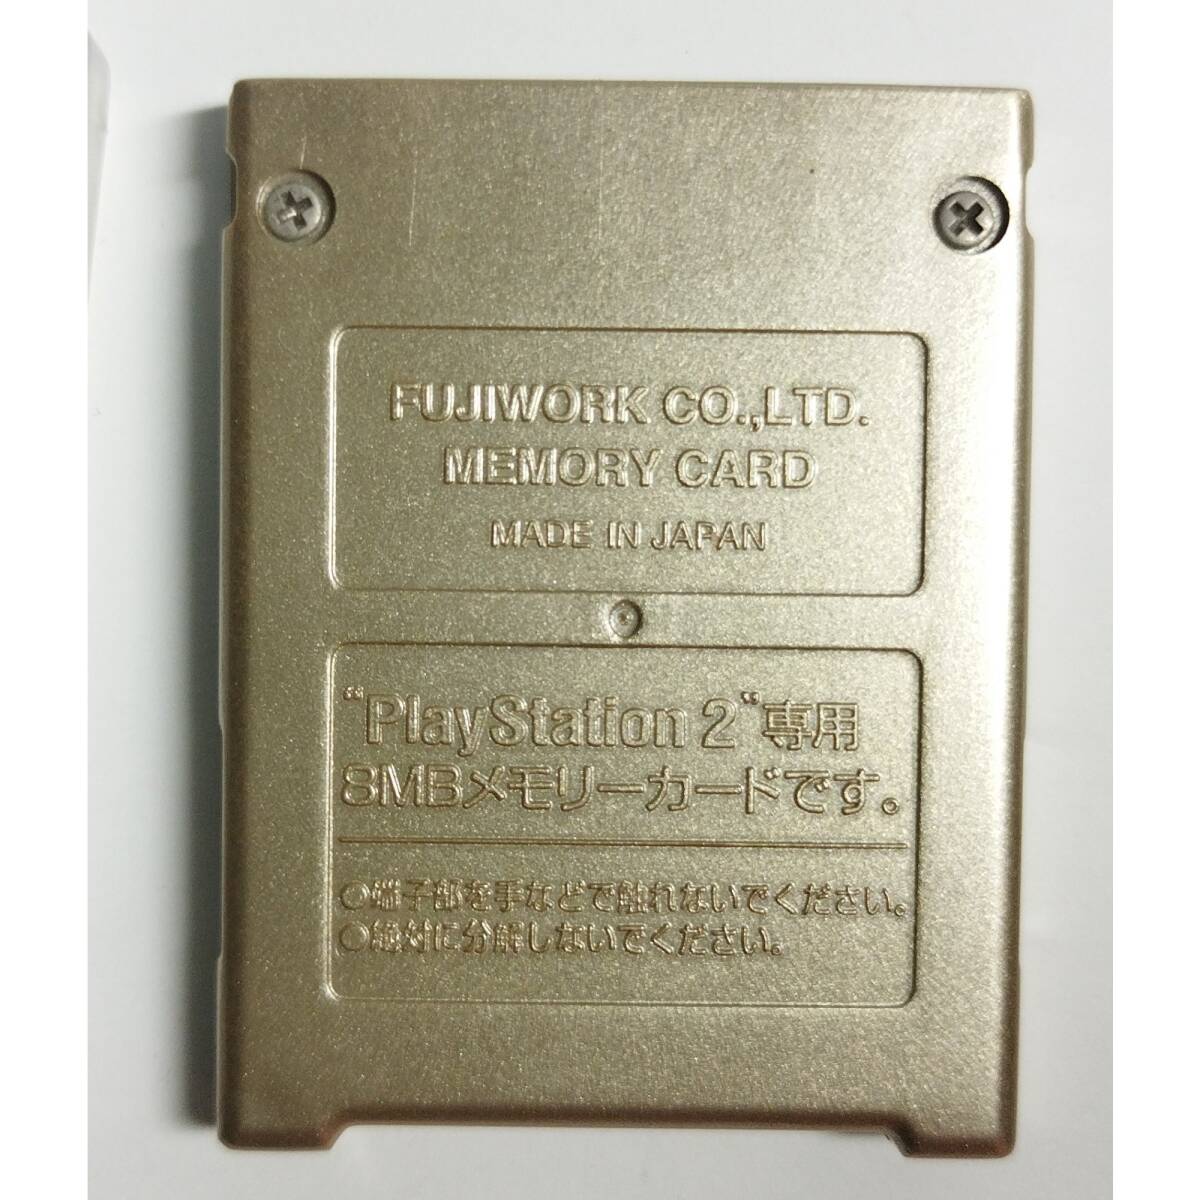 FUJIWORK CO.,LTD.
MEMORY CARD
MADE IN JAPAN
“PlayStation 2”専用
8MBメモリーカードです。
○端子部を手などで触れないでください。
○絶対に分解しないでください。